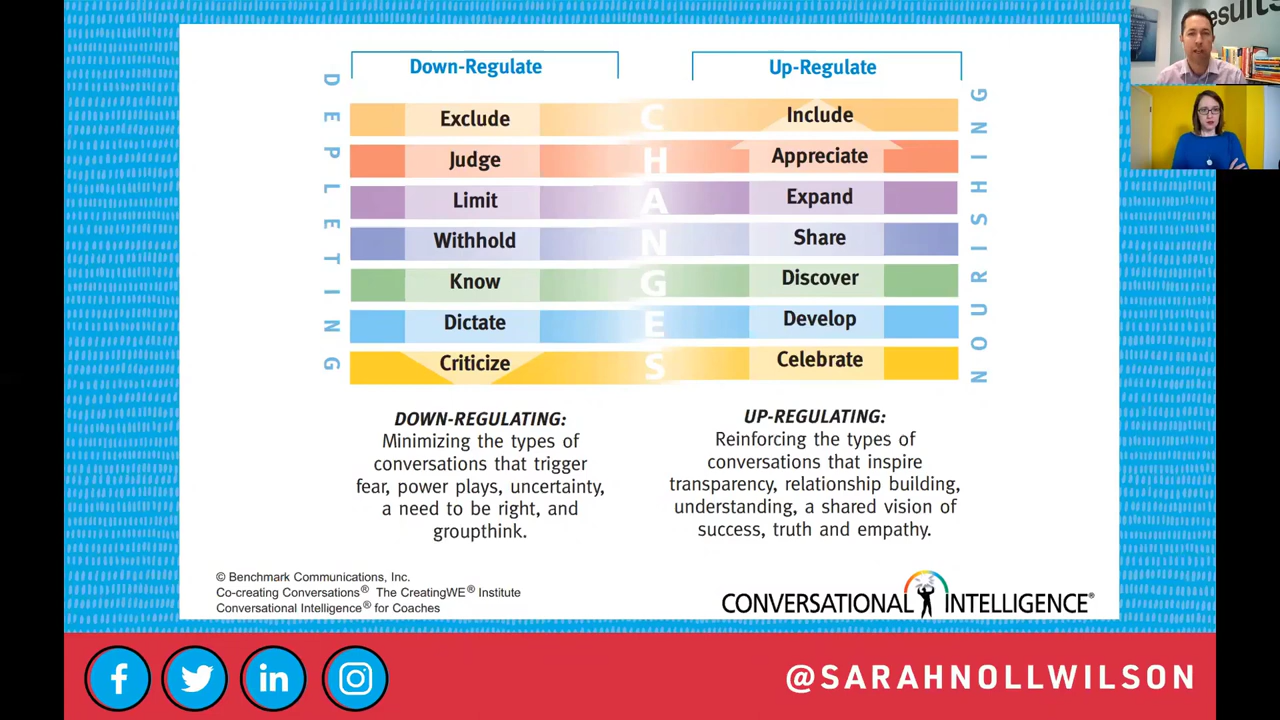 Down-Regulate
Up-Regulate
DEPLETING
NOURISHING
CHANGES
Exclude
Include
Judge
Appreciate
Limit
Expand
Withhold
Share
Know
Discover
Dictate
Develop
Criticize
Celebrate
DOWN-REGULATING:
Minimizing the types of
conversations that trigger
fear, power plays, uncertainty,
a need to be right, and
groupthink.
UP-REGULATING:
Reinforcing the types of
conversations that inspire
transparency, relationship building,
understanding, a shared vision of
success, truth and empathy.
© Benchmark Communications, Inc.
Co-creating Conversations® The CreatingWE® Institute
Conversational Intelligence® for Coaches
CONVERSATIONAL INTELLIGENCE®
@SARAHNOLLWILSON